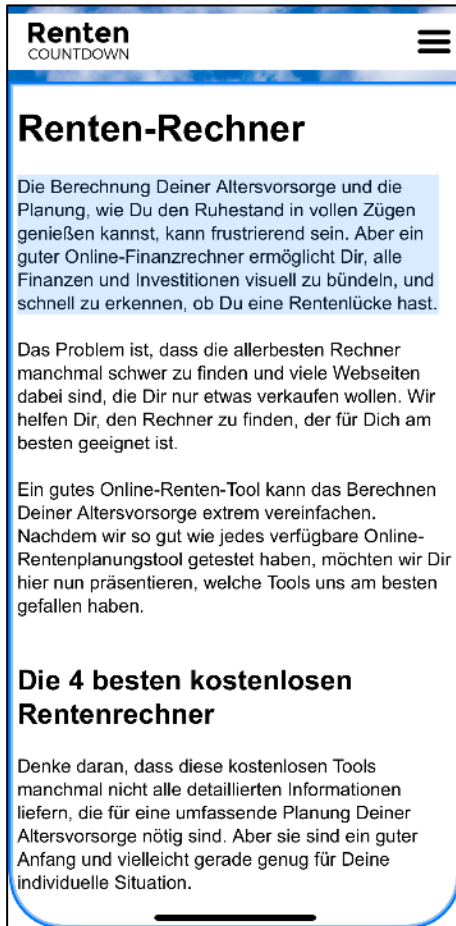 Renten
COUNTDOWN
Renten-Rechner
Die Berechnung Deiner Altersvorsorge und die
Planung, wie Du den Ruhestand in vollen Zügen
genießen kannst, kann frustrierend sein. Aber ein
guter Online-Finanzrechner ermöglicht Dir, alle
Finanzen und Investitionen visuell zu bündeln, und
schnell zu erkennen, ob Du eine Rentenlücke hast.
Das Problem ist, dass die allerbesten Rechner
manchmal schwer zu finden und viele Webseiten
dabei sind, die Dir nur etwas verkaufen wollen. Wir
helfen Dir, den Rechner zu finden, der für Dich am
besten geeignet ist.
Ein gutes Online-Renten-Tool kann das Berechnen
Deiner Altersvorsorge extrem vereinfachen.
Nachdem wir so gut wie jedes verfügbare Online-
Rentenplanungstool getestet haben, möchten wir Dir
hier nun präsentieren, welche Tools uns am besten
gefallen haben.
Die 4 besten kostenlosen
Rentenrechner
Denke daran, dass diese kostenlosen Tools
manchmal nicht alle detaillierten Informationen
liefern, die für eine umfassende Planung Deiner
Altersvorsorge nötig sind. Aber sie sind ein guter
Anfang und vielleicht gerade genug für Deine
individuelle Situation.